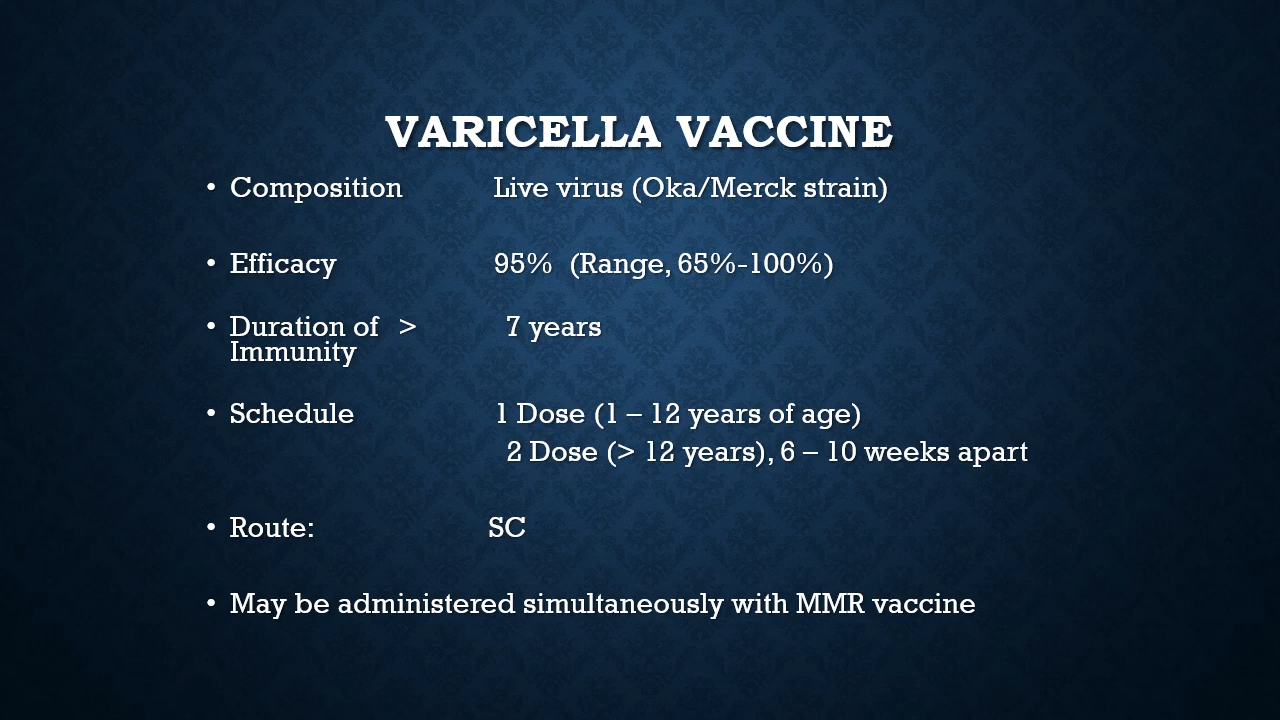 VARICELLA VACCINE
• Composition Live virus (Oka/Merck strain)
• Efficacy 95% (Range, 65%-100%)
• Duration of > 7 years
Immunity
• Schedule 1 Dose (1 – 12 years of age)
2 Dose (> 12 years), 6 – 10 weeks apart
• Route: SC
• May be administered simultaneously with MMR vaccine